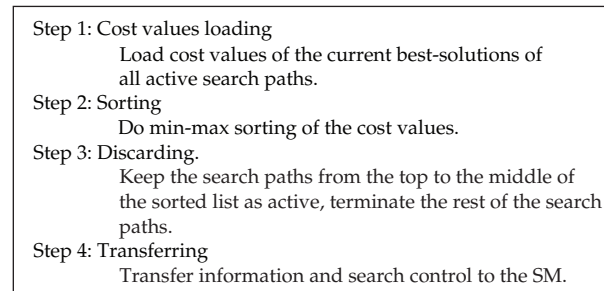 Step 1: Cost values loading
Load cost values of the current best-solutions of
all active search paths.
Step 2: Sorting
Do min-max sorting of the cost values.
Step 3: Discarding.
Keep the search paths from the top to the middle of
the sorted list as active, terminate the rest of the search
paths.
Step 4: Transferring
Transfer information and search control to the SM.